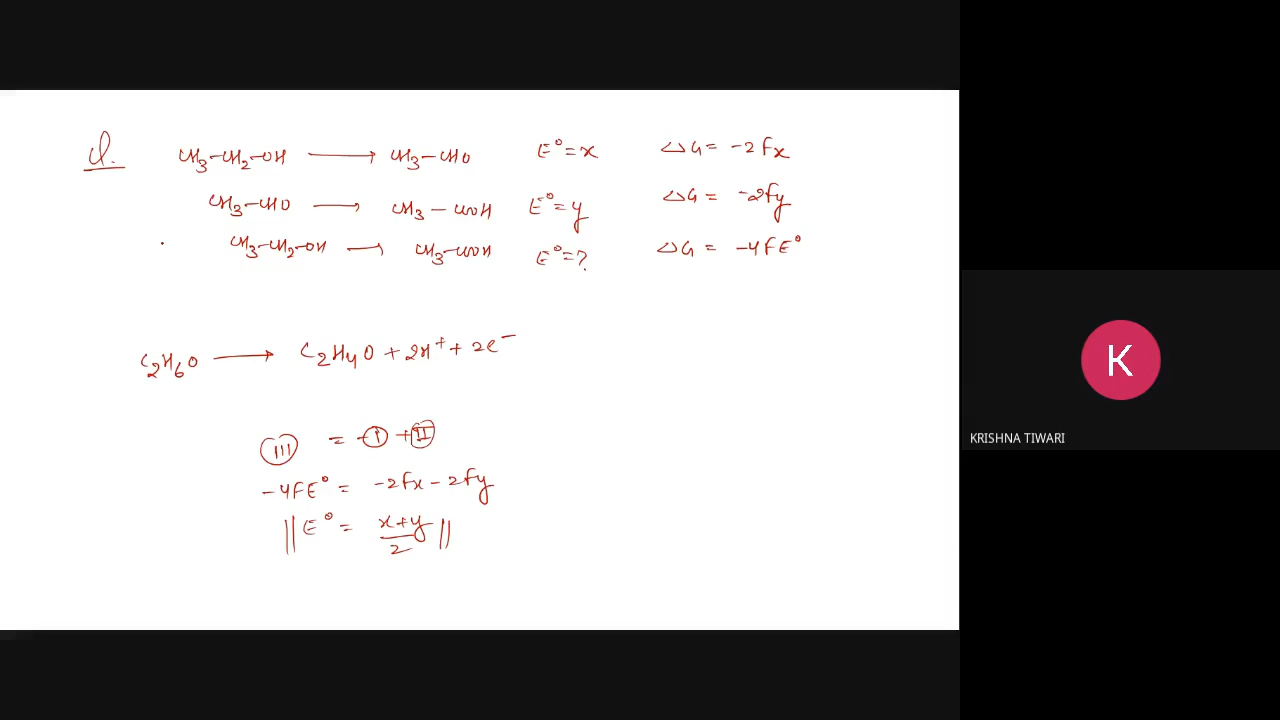 Q. CH3-CH2-OH ⟶ CH3-CHO E°=x ΔG= -2Fx
CH3-CHO ⟶ CH3-COOH E°=y ΔG= -2Fy
CH3-CH2-OH ⟶ CH3-COOH E°=? ΔG= -4FE°
C2H6O ⟶ C2H4O + 2H+ + 2e-
III = I + II
-4FE° = -2Fx - 2Fy
|| E° = x+y/2 ||
K
KRISHNA TIWARI